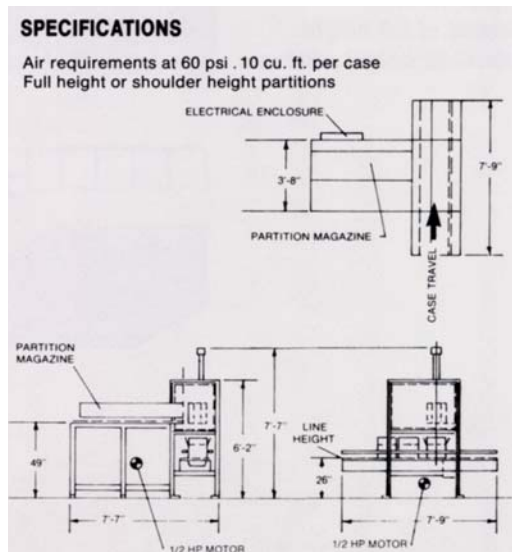 SPECIFICATIONS
Air requirements at 60 psi . 10 cu. ft. per case
Full height or shoulder height partitions
ELECTRICAL ENCLOSURE
3'-8"
7'-9"
PARTITION MAGAZINE
CASE TRAVEL
PARTITION
MAGAZINE
49"
7'-7"
6'-2"
7'-7"
1/2 HP MOTOR
LINE
HEIGHT
26"
7'-9"
1/2 HP MOTOR